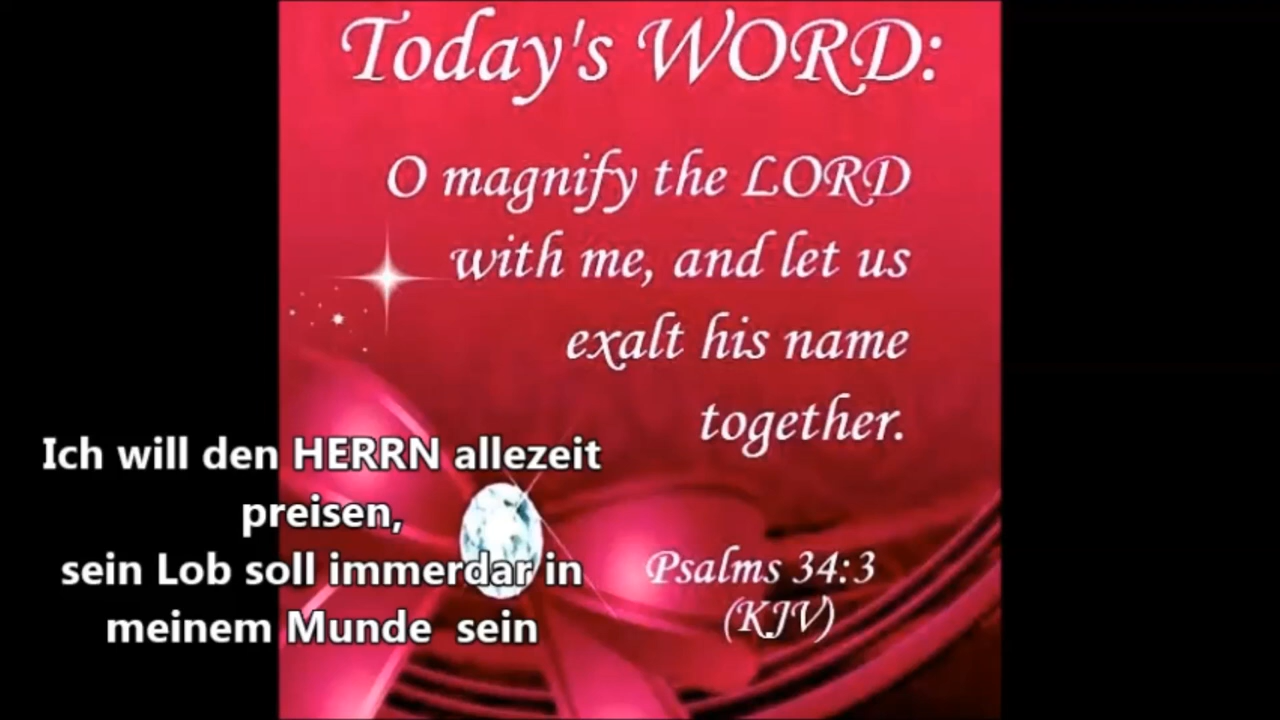 Today's WORD:
O magnify the LORD
with me, and let us
exalt his name
together.
Psalms 34:3
(KJV)
Ich will den HERRN allezeit
preisen,
sein Lob soll immerdar in
meinem Munde sein